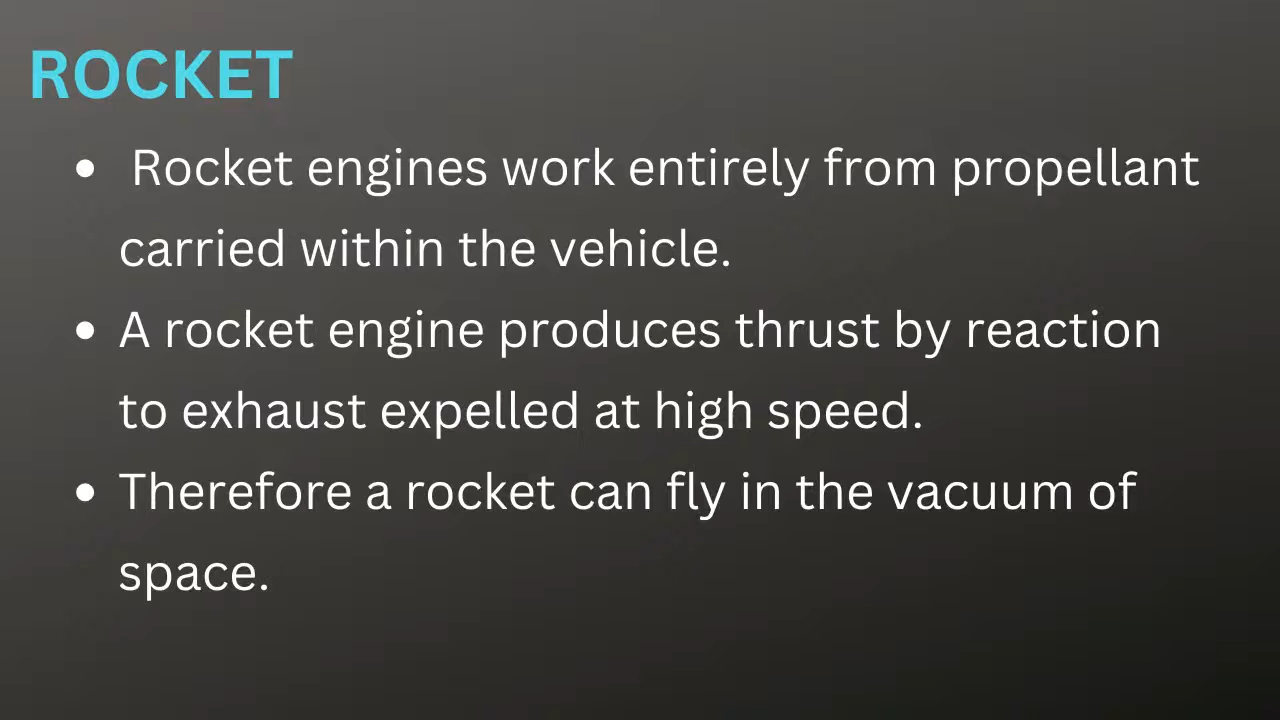 ROCKET
• Rocket engines work entirely from propellant
carried within the vehicle.
• A rocket engine produces thrust by reaction
to exhaust expelled at high speed.
• Therefore a rocket can fly in the vacuum of
space.